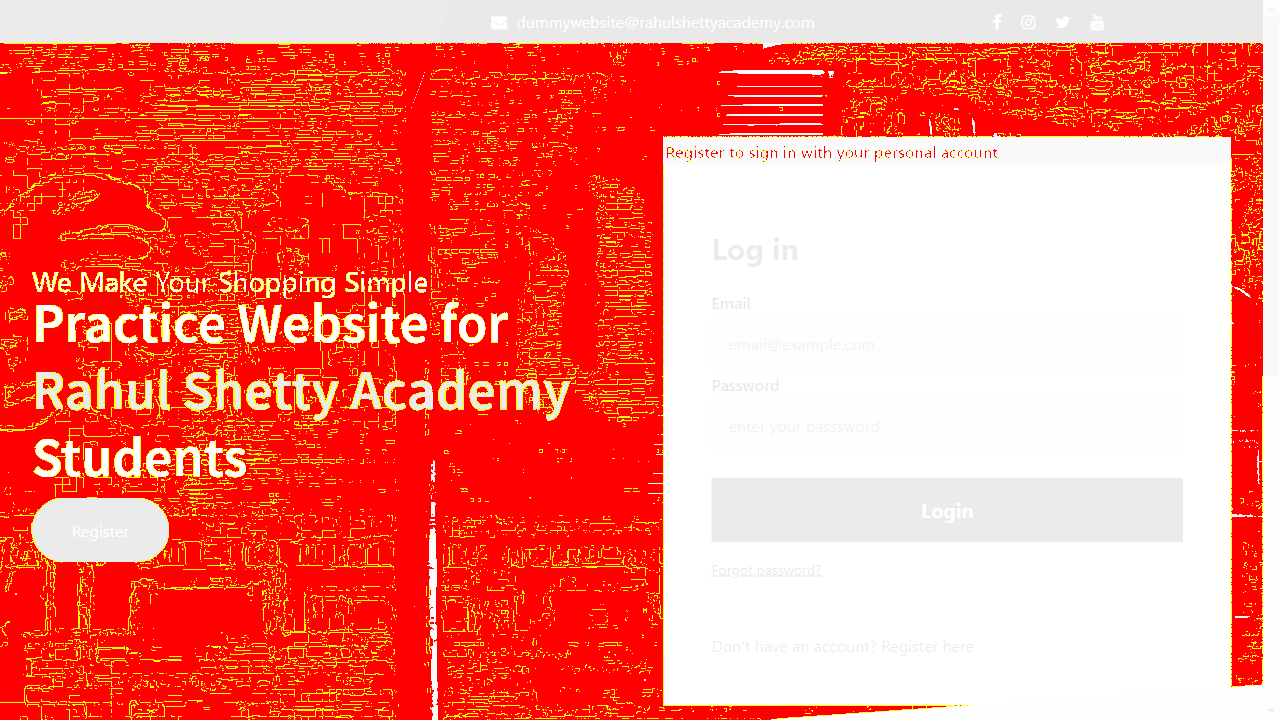 dummywebsite@rahulshettyacademy.com
Register to sign in with your personal account
We Make Your Shopping Simple
Practice Website for
Rahul Shetty Academy
Students
Register
Log in
Email
email@example.com
Password
enter your passsword
Login
Forgot password?
Don't have an account? Register here